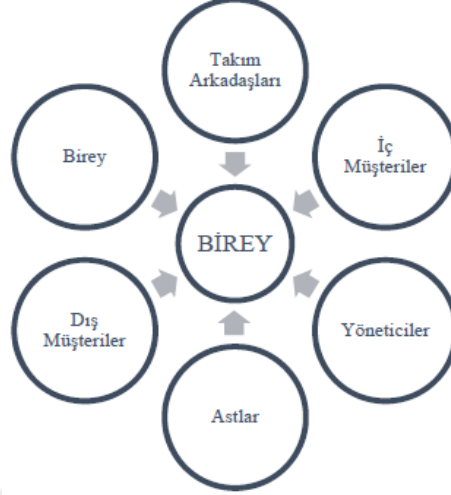 Takım
Arkadaşları
Birey
İç
Müşteriler
BİREY
Dış
Müşteriler
Yöneticiler
Astlar